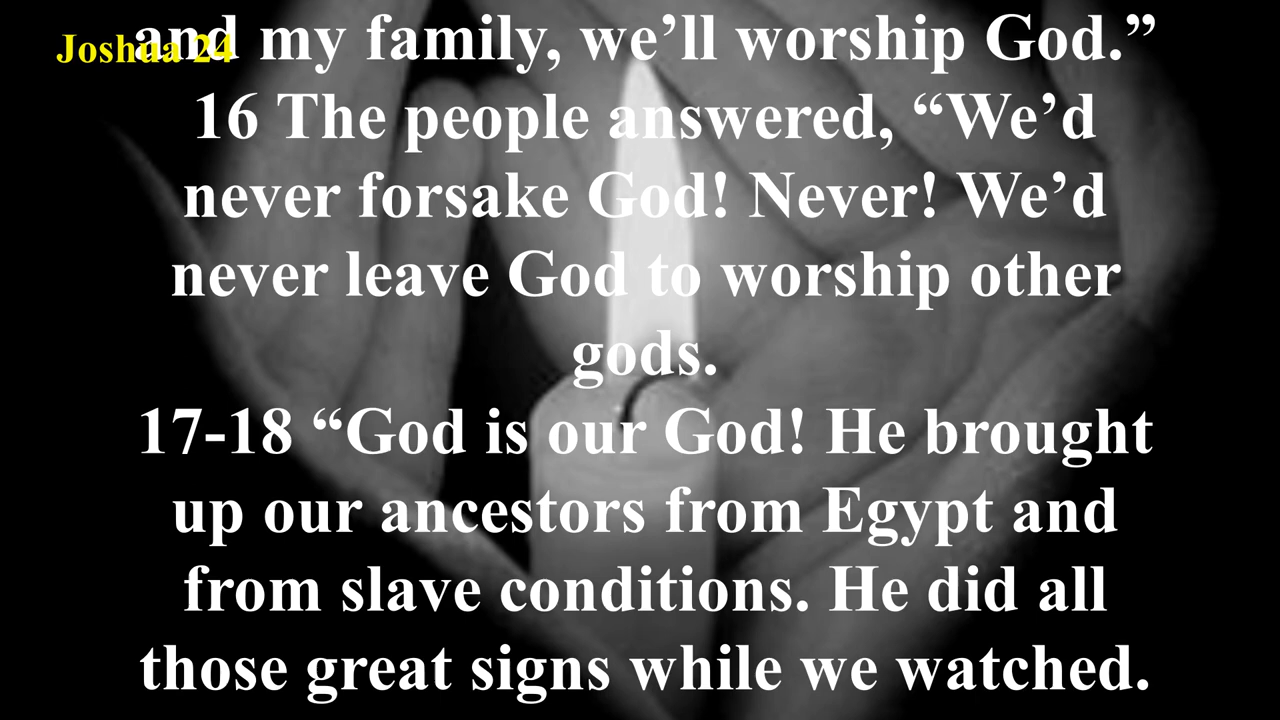 Joshua 24
and my family, we’ll worship God.”
16 The people answered, “We’d
never forsake God! Never! We’d
never leave God to worship other
gods.
17-18 “God is our God! He brought
up our ancestors from Egypt and
from slave conditions. He did all
those great signs while we watched.